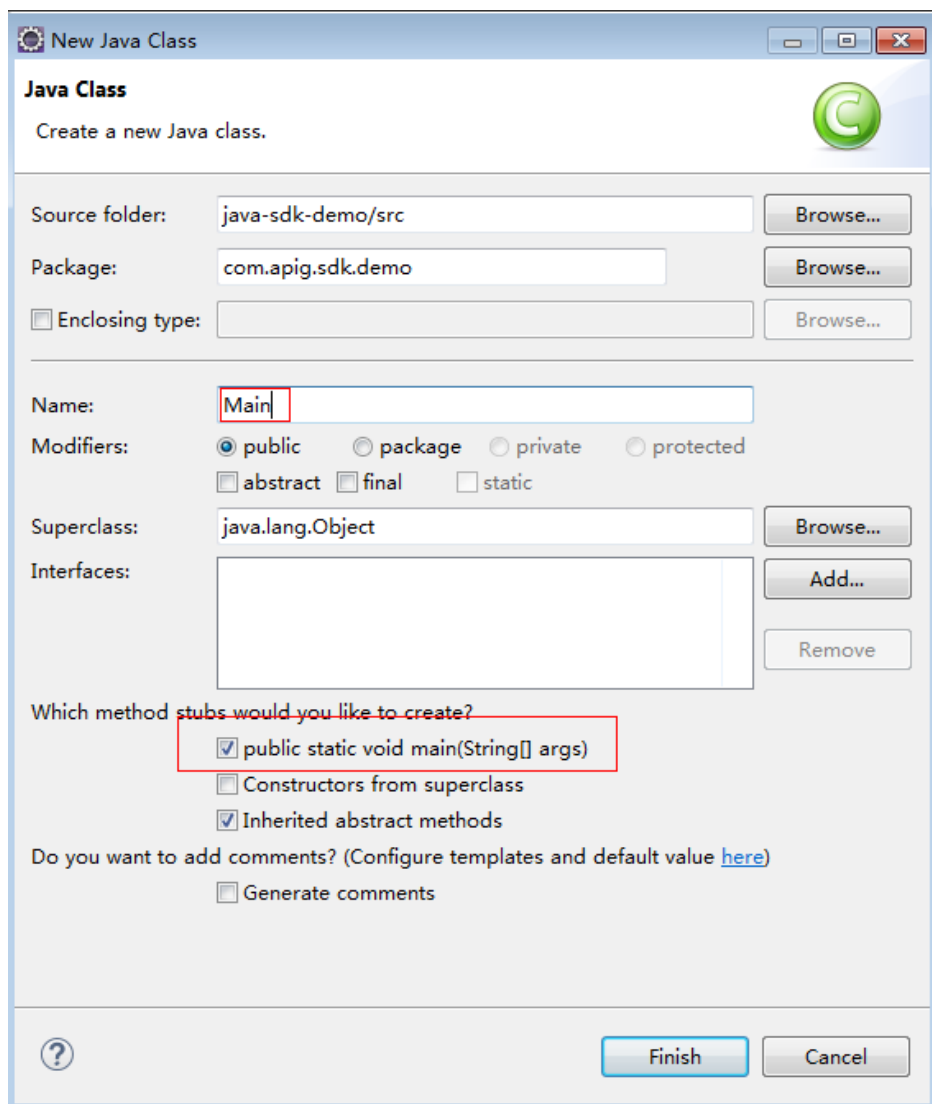 New Java Class
Java Class
Create a new Java class.
C
Source folder: java-sdk-demo/src Browse...
Package: com.apig.sdk.demo Browse...
Enclosing type: Browse...
Name: Main
Modifiers: public package private protected
abstract final static
Superclass: java.lang.Object Browse...
Interfaces: Add...
Remove
Which method stubs would you like to create?
public static void main(String[] args)
Constructors from superclass
Inherited abstract methods
Do you want to add comments? (Configure templates and default value here)
Generate comments
? Finish Cancel